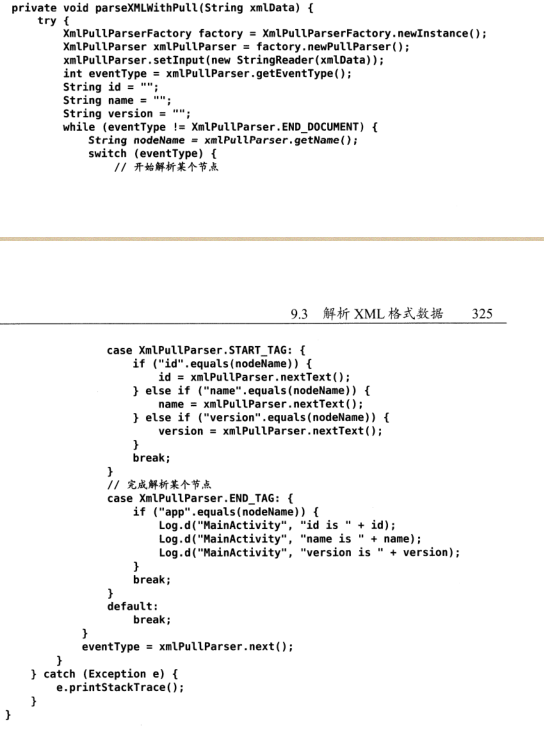 private void parseXMLWithPull(String xmlData) {
try {
XmlPullParserFactory factory = XmlPullParserFactory.newInstance();
XmlPullParser xmlPullParser = factory.newPullParser();
xmlPullParser.setInput(new StringReader(xmlData));
int eventType = xmlPullParser.getEventType();
String id = "";
String name = "";
String version = "";
while (eventType != XmlPullParser.END_DOCUMENT) {
String nodeName = xmlPullParser.getName();
switch (eventType) {
// 开始解析某个节点
9.3 解析 XML 格式数据 325
case XmlPullParser.START_TAG: {
if ("id".equals(nodeName)) {
id = xmlPullParser.nextText();
} else if ("name".equals(nodeName)) {
name = xmlPullParser.nextText();
} else if ("version".equals(nodeName)) {
version = xmlPullParser.nextText();
}
break;
}
// 完成解析某个节点
case XmlPullParser.END_TAG: {
if ("app".equals(nodeName)) {
Log.d("MainActivity", "id is " + id);
Log.d("MainActivity", "name is " + name);
Log.d("MainActivity", "version is " + version);
}
break;
}
default:
break;
}
eventType = xmlPullParser.next();
}
} catch (Exception e) {
e.printStackTrace();
}
}